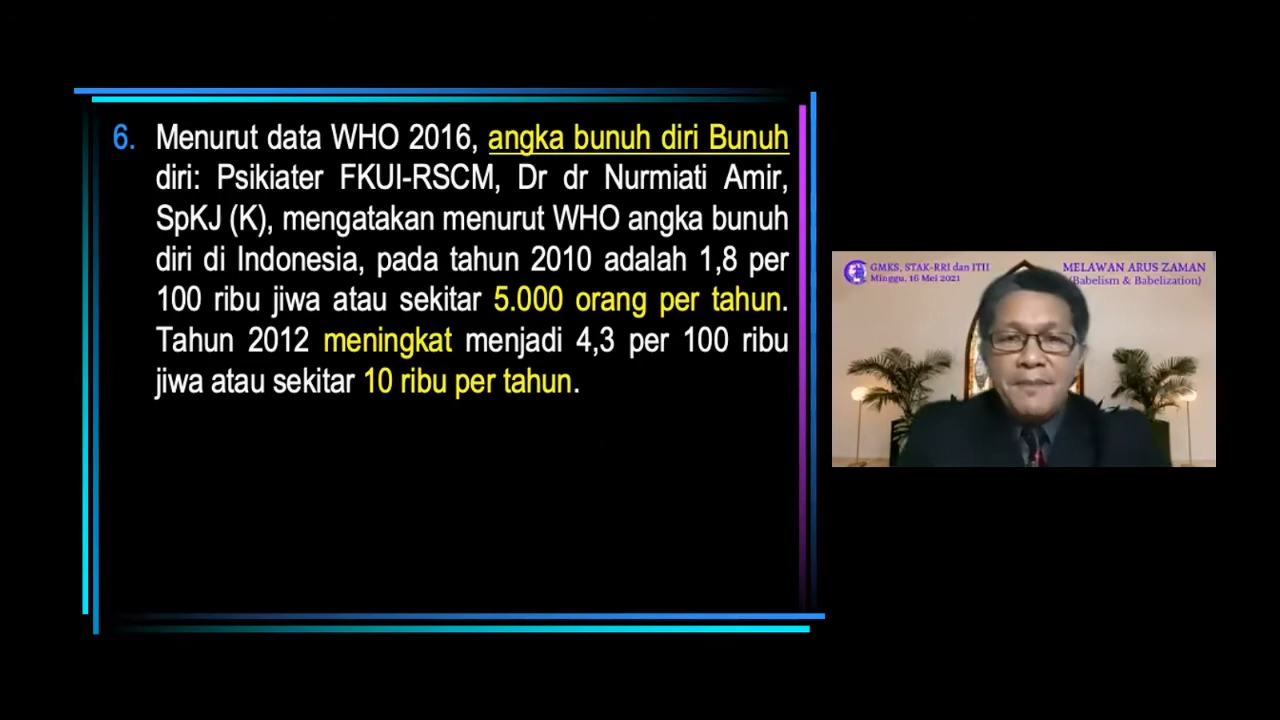 6. Menurut data WHO 2016, angka bunuh diri Bunuh
diri: Psikiater FKUI-RSCM, Dr dr Nurmiati Amir,
SpKJ (K), mengatakan menurut WHO angka bunuh
diri di Indonesia, pada tahun 2010 adalah 1,8 per
100 ribu jiwa atau sekitar 5.000 orang per tahun.
Tahun 2012 meningkat menjadi 4,3 per 100 ribu
jiwa atau sekitar 10 ribu per tahun.
GMKS, STAK-RRI dan ITH
Minggu, 16 Mei 2021
MELAWAN ARUS ZAMAN
(Babelism & Babelization)